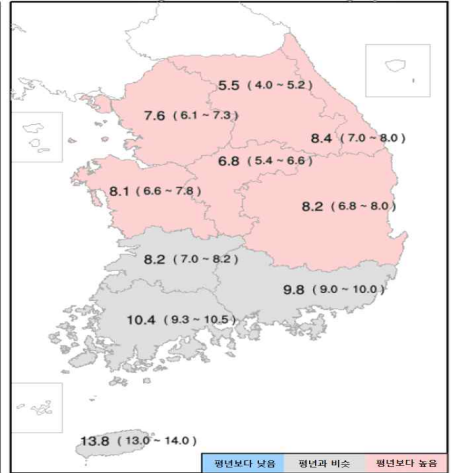 5.5 ( 4.0 ~ 5.2 )
7.6 ( 6.1 ~ 7.3 )
8.4 ( 7.0 ~ 8.0 )
6.8 ( 5.4 ~ 6.6 )
8.1 ( 6.6 ~ 7.8 )
8.2 ( 6.8 ~ 8.0 )
8.2 ( 7.0 ~ 8.2 )
9.8 ( 9.0 ~ 10.0 )
10.4 ( 9.3 ~ 10.5 )
13.8 ( 13.0 ~ 14.0 )
평년보다 낮음 평년과 비슷 평년보다 높음